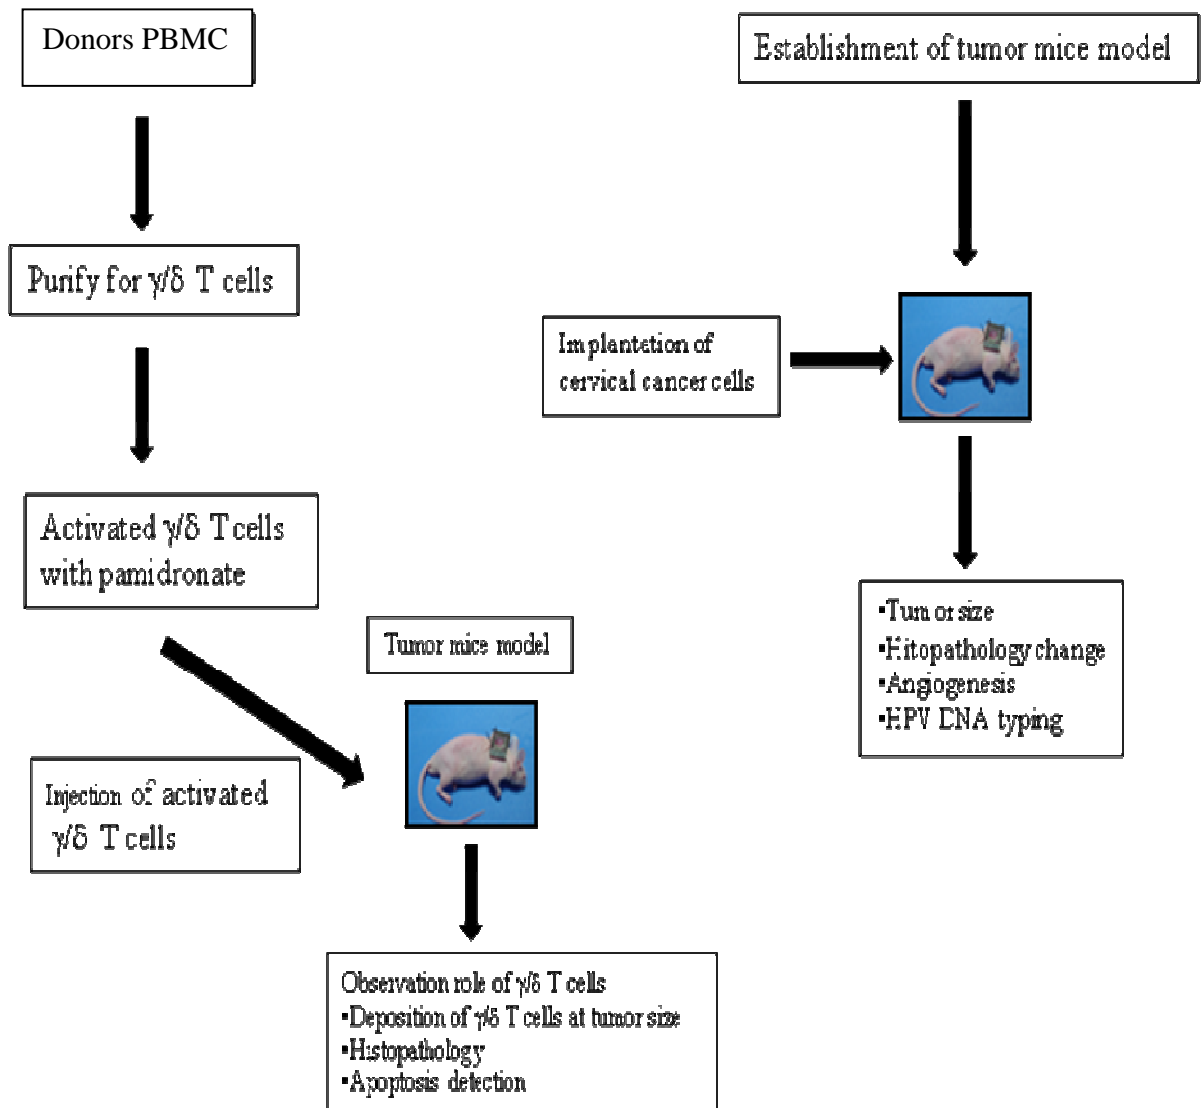 Donors PBMC
Purify for γ/δ T cells
Activated γ/δ T cells
with pamidronate
Injection of activated
γ/δ T cells
Tumor mice model
Observation role of γ/δ T cells
▪Deposition of γ/δ T cells at tumor size
▪Histopathology
▪Apoptosis detection
Establishment of tumor mice model
Implantation of
cervical cancer cells
▪Tumor size
▪Hitopathology change
▪Angiogenesis
▪HPV DNA typing